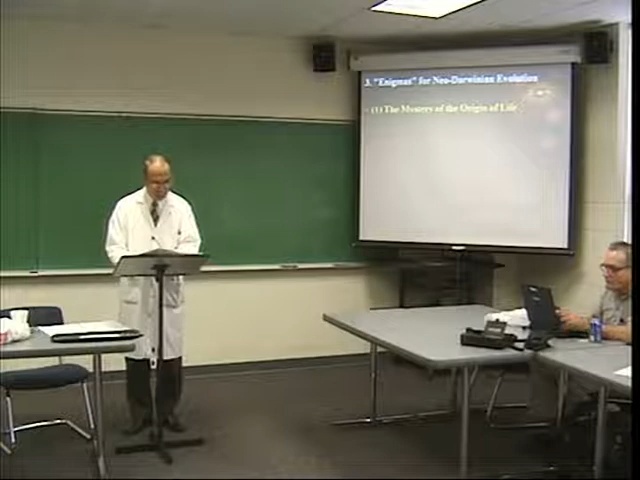 3. "Enigmas" for Neo-Darwinian Evolution
(1) The Mystery of the Origin of Life